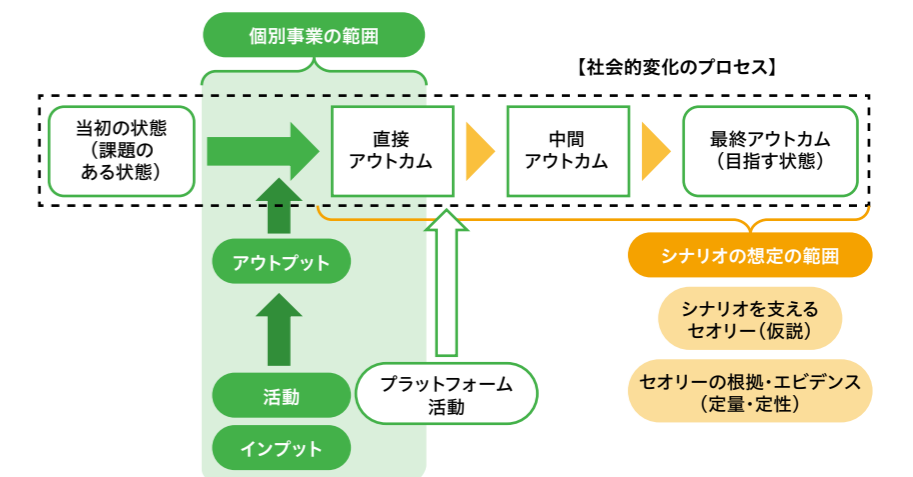 個別事業の範囲
【社会的変化のプロセス】
当初の状態
（課題の
ある状態）
直接
アウトカム
中間
アウトカム
最終アウトカム
（目指す状態）
アウトプット
シナリオの想定の範囲
シナリオを支える
セオリー（仮説）
活動
プラットフォーム
活動
セオリーの根拠・エビデンス
（定量・定性）
インプット